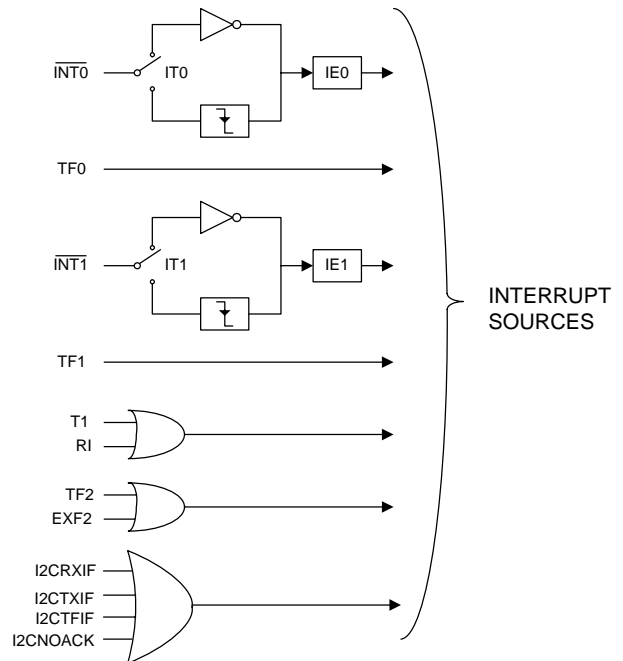 INT0
IT0
IE0
TF0
INT1
IT1
IE1
TF1
T1
RI
TF2
EXF2
I2CRXIF
I2CTXIF
I2CTFIF
I2CNOACK
INTERRUPT
SOURCES